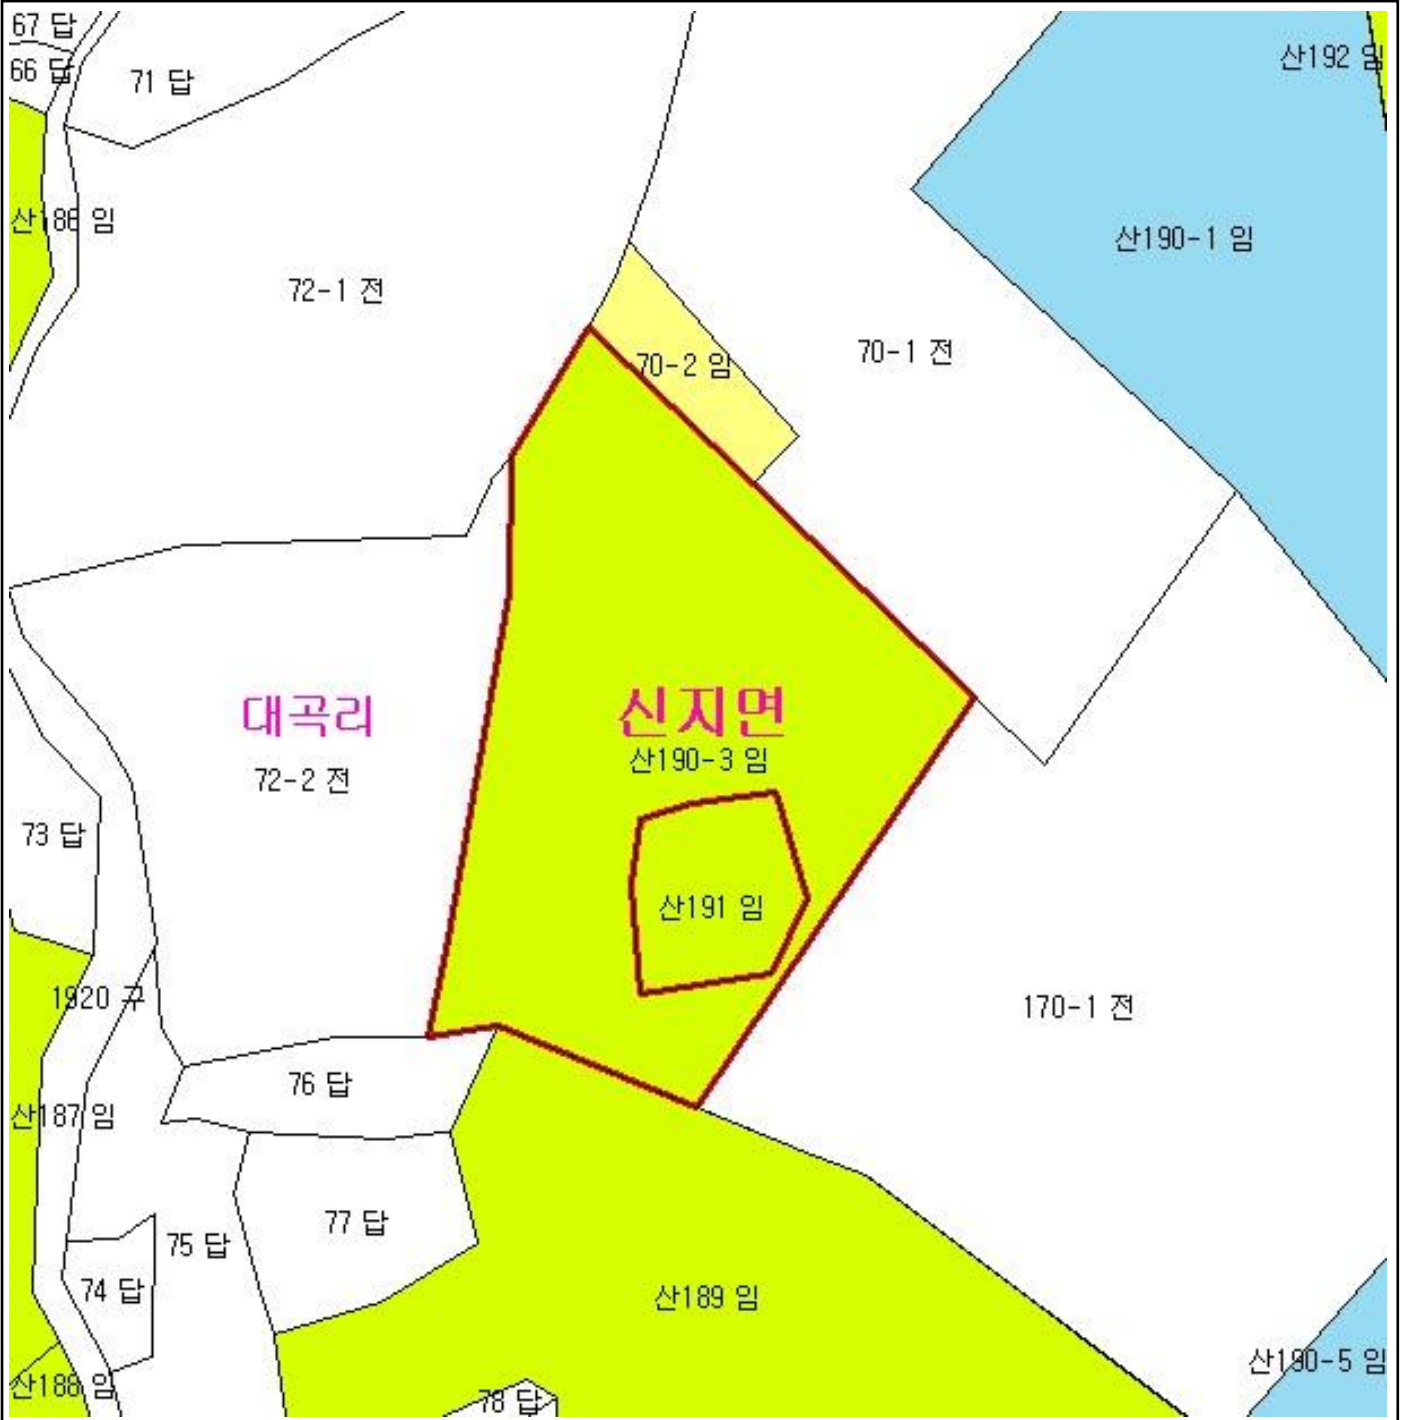 67 답
66 답
71 답
산192 임
산186 임
산190-1 임
72-1 전
70-2 임
70-1 전
대곡리
신지면
72-2 전
산190-3 임
73 답
산191 임
1920 구
170-1 전
76 답
산187 임
77 답
75 답
74 답
산189 임
산190-5 임
산188 임
78 답